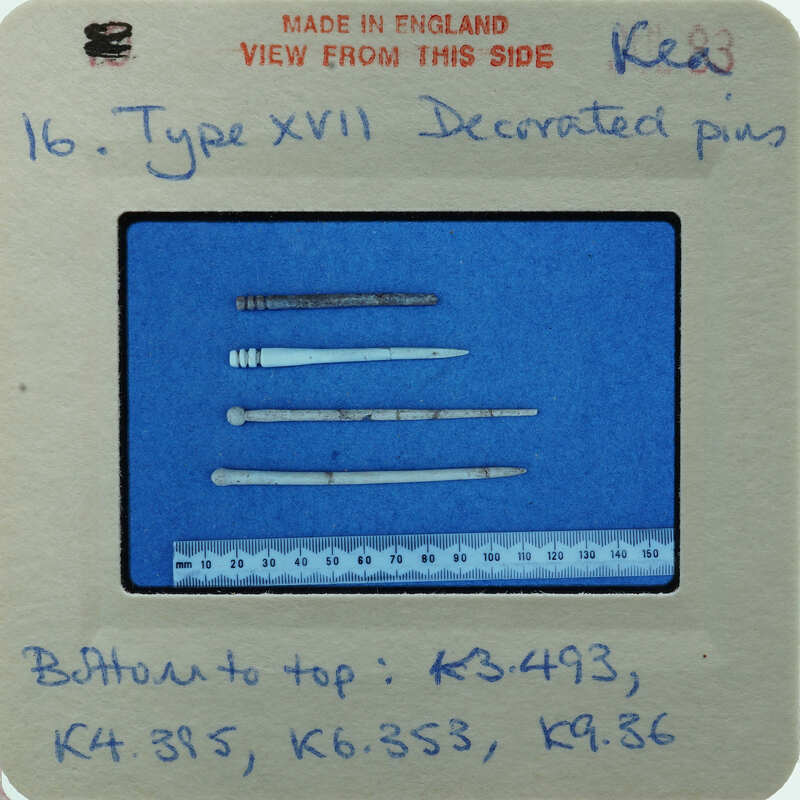 MADE IN ENGLAND
VIEW FROM THIS SIDE
Kea
16. Type XVII Decorated pins
mm 10 20 30 40 50 60 70 80 90 100 110 120 130 140 150
Bottom to top: K3.493,
K4.395, K6.353, K9.36